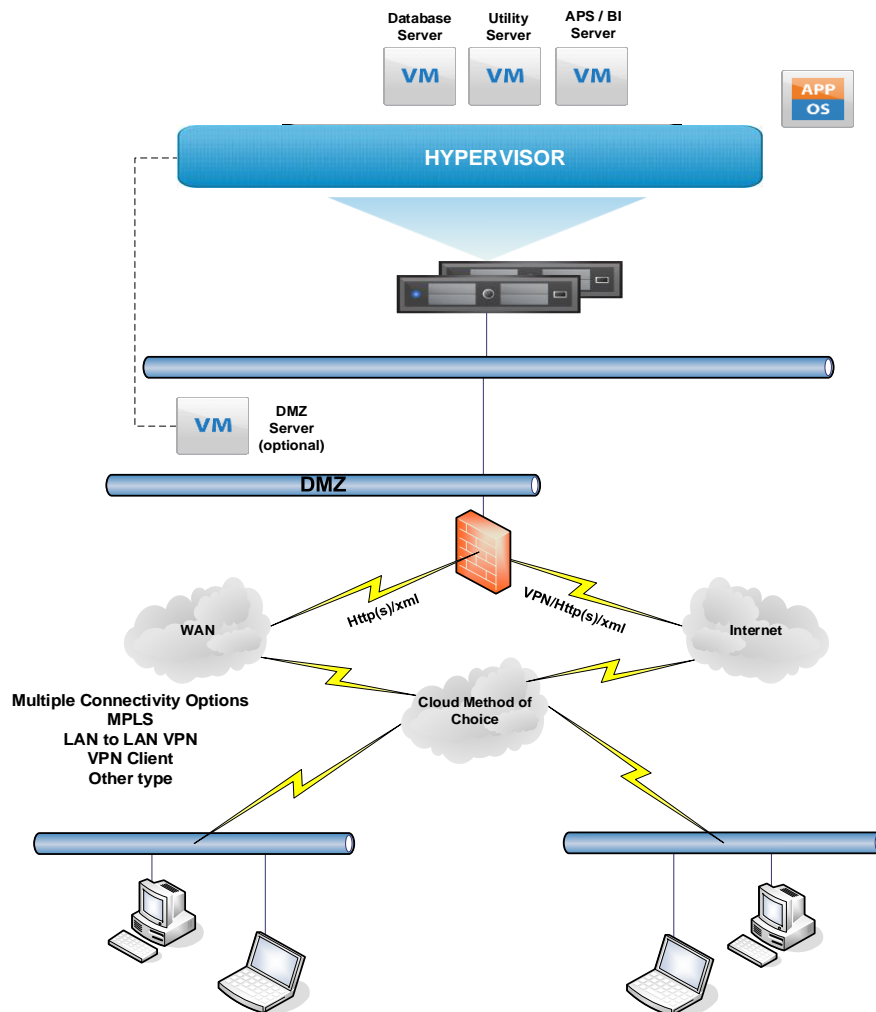 Database
Server
Utility
Server
APS / BI
Server
VM
VM
VM
APP
OS
HYPERVISOR
VM
DMZ
Server
(optional)
DMZ
Http(s)/xml
VPN/Http(s)/xml
WAN
Internet
Cloud Method of
Choice
Multiple Connectivity Options
MPLS
LAN to LAN VPN
VPN Client
Other type